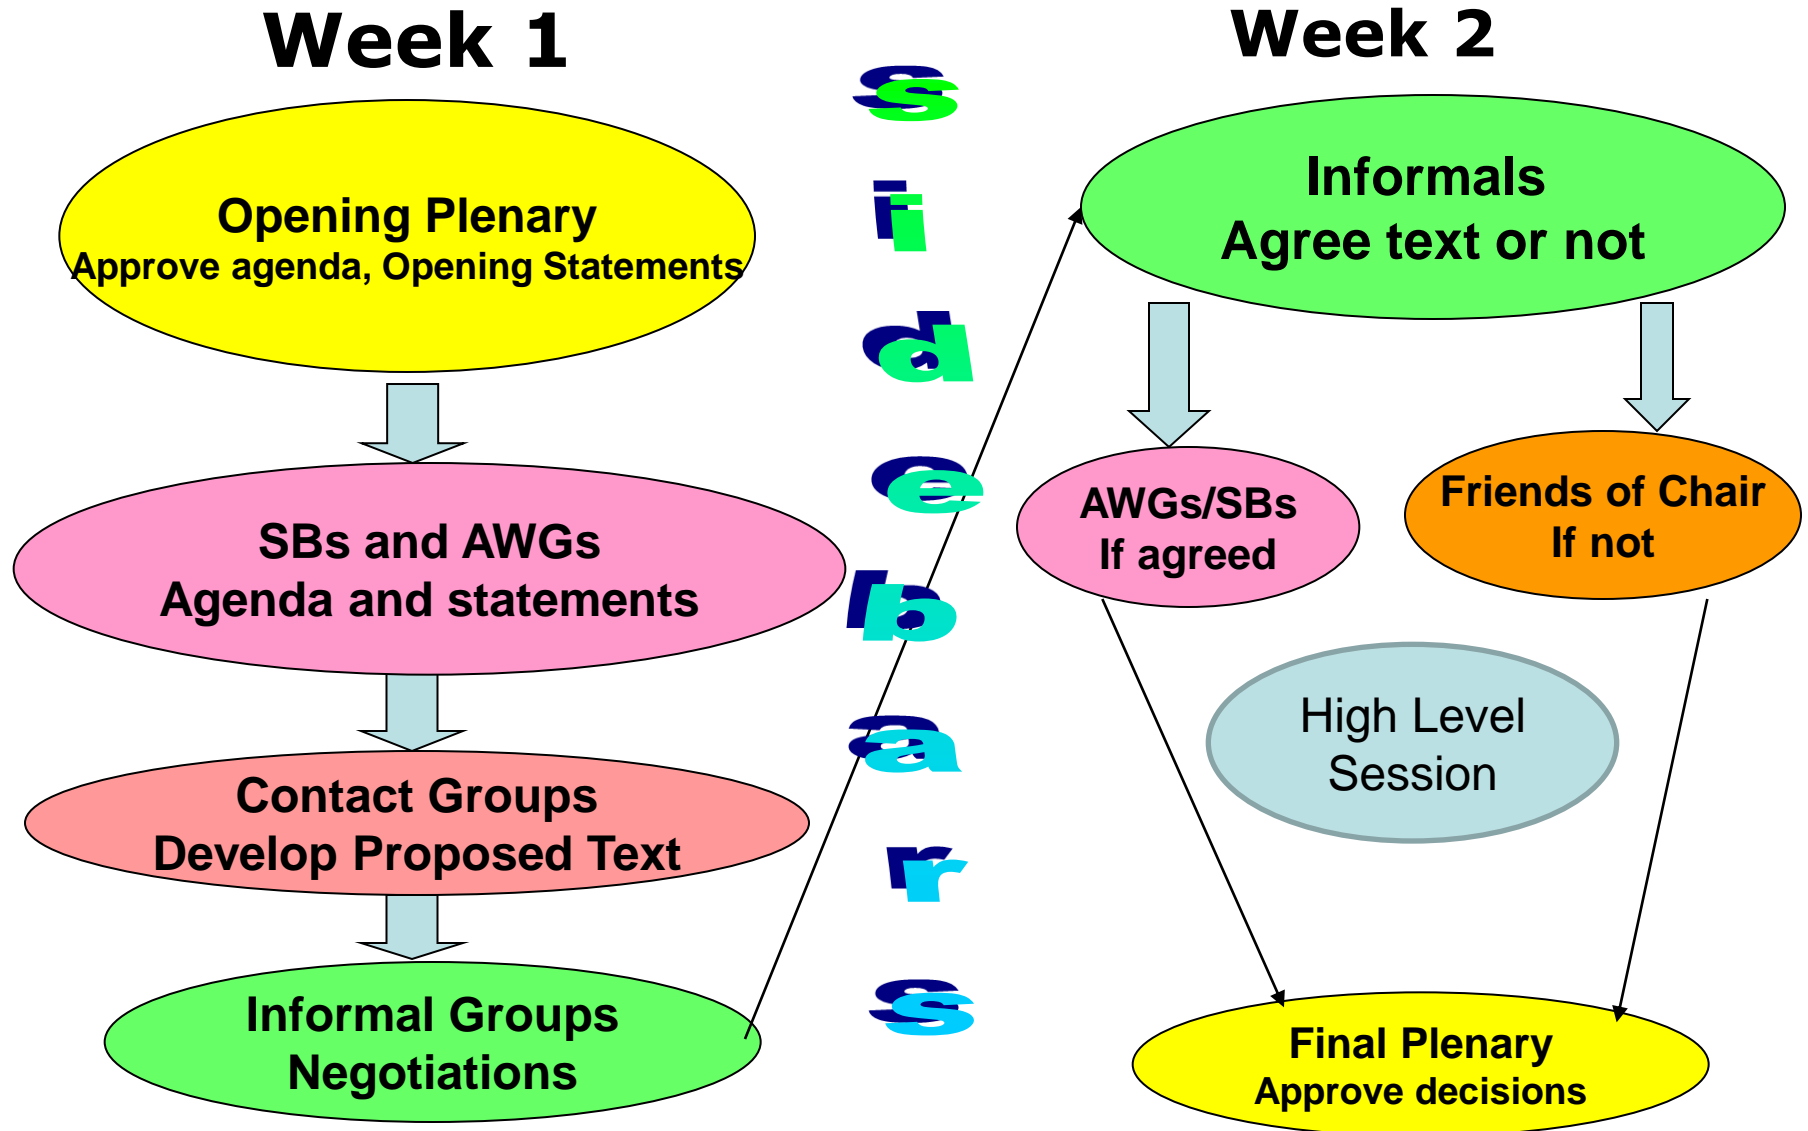 Week 1
Opening Plenary
Approve agenda, Opening Statements
SBs and AWGs
Agenda and statements
Contact Groups
Develop Proposed Text
Informal Groups
Negotiations
Sidebars
Week 2
Informals
Agree text or not
AWGs/SBs
If agreed
Friends of Chair
If not
High Level
Session
Final Plenary
Approve decisions